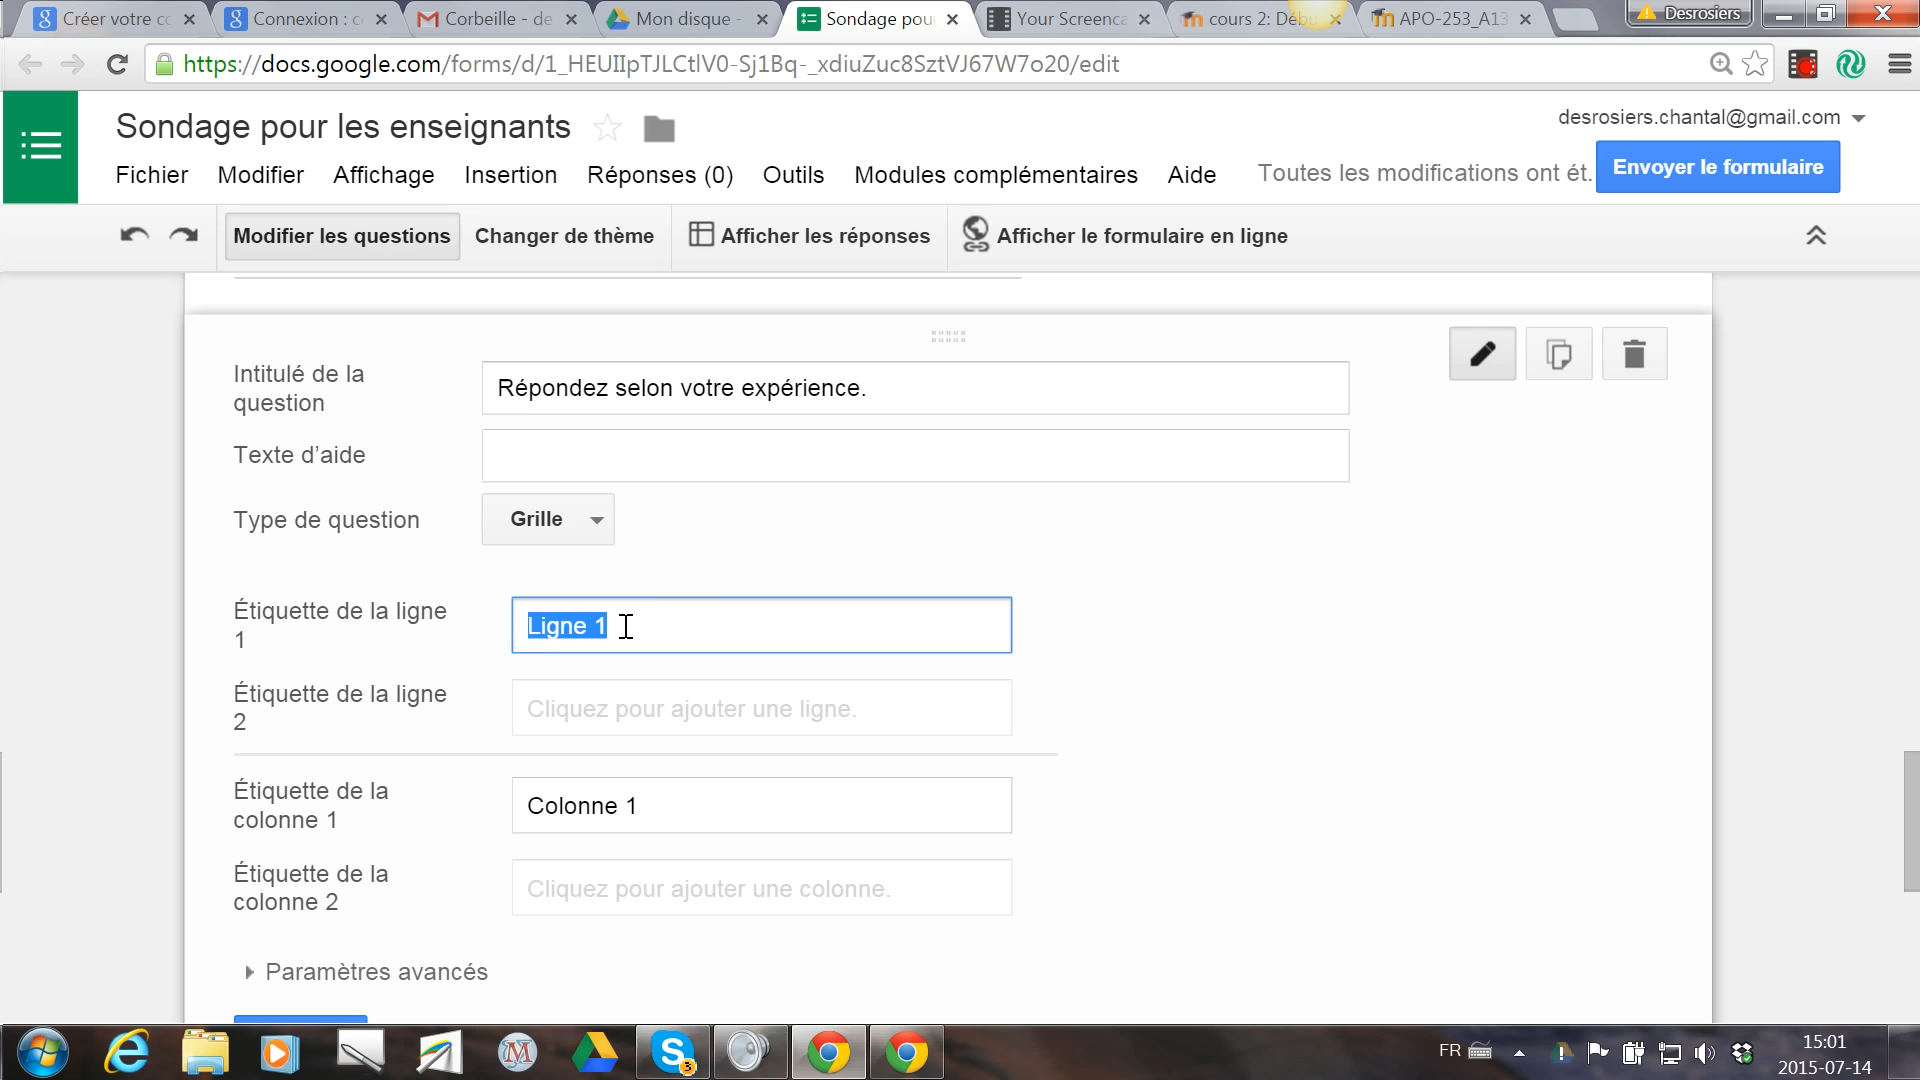 Créer votre co
Connexion : c
Corbeille - de
Mon disque -
Sondage pou
Your Screenca
cours 2: Débu
APO-253_A13
Desrosiers
https://docs.google.com/forms/d/1_HEUIIpTJLCtlV0-Sj1Bq-_xdiuZuc8SztVJ67W7o20/edit
Sondage pour les enseignants
desrosiers.chantal@gmail.com
Fichier Modifier Affichage Insertion Réponses (0) Outils Modules complémentaires Aide Toutes les modifications ont ét.
Envoyer le formulaire
Modifier les questions Changer de thème Afficher les réponses Afficher le formulaire en ligne
Intitulé de la
question
Répondez selon votre expérience.
Texte d'aide
Type de question
Grille
Étiquette de la ligne
1
Ligne 1
Étiquette de la ligne
2
Cliquez pour ajouter une ligne.
Étiquette de la
colonne 1
Colonne 1
Étiquette de la
colonne 2
Cliquez pour ajouter une colonne.
Paramètres avancés
FR
15:01
2015-07-14